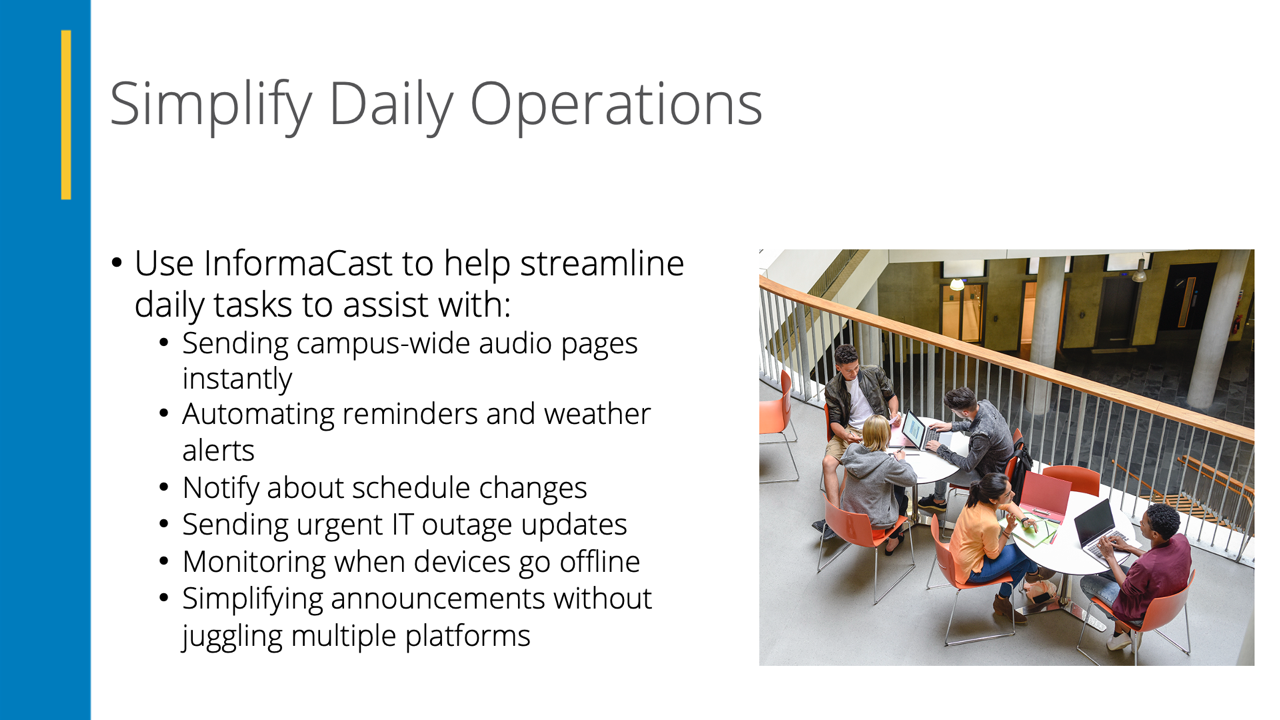 Simplify Daily Operations
• Use InformaCast to help streamline
daily tasks to assist with:
• Sending campus-wide audio pages
instantly
• Automating reminders and weather
alerts
• Notify about schedule changes
• Sending urgent IT outage updates
• Monitoring when devices go offline
• Simplifying announcements without
juggling multiple platforms